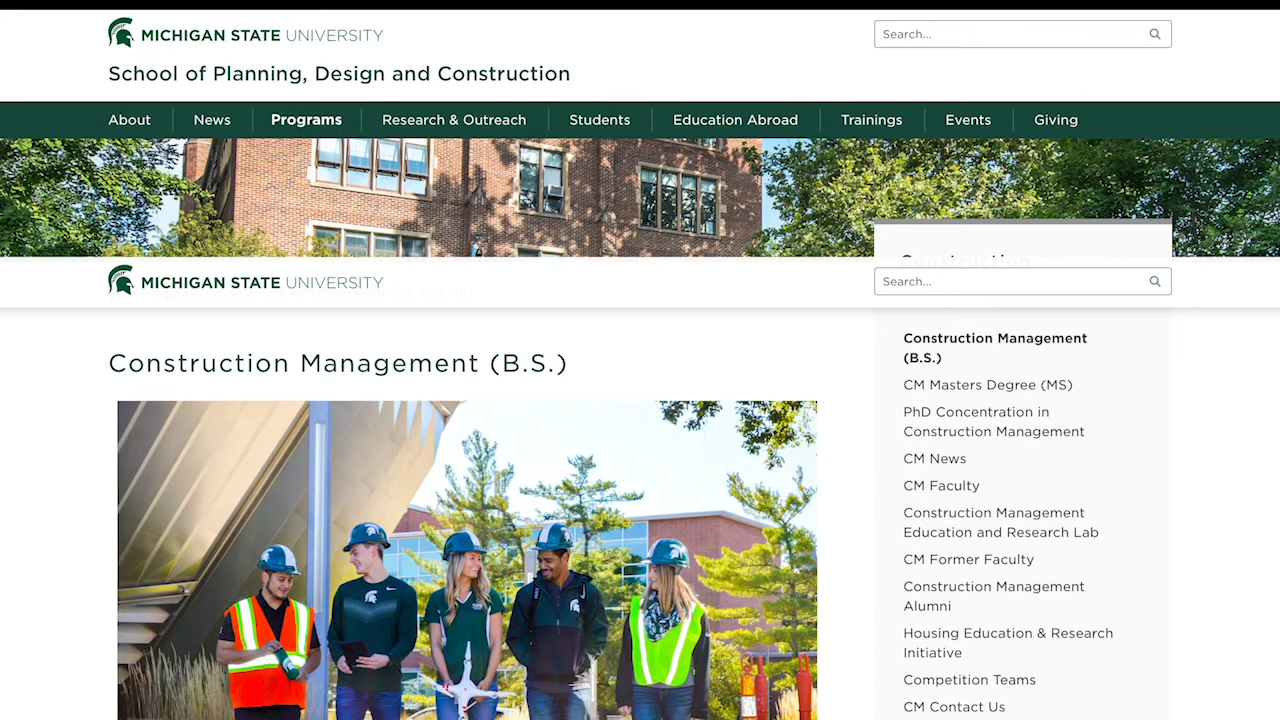 MICHIGAN STATE UNIVERSITY
Search...
School of Planning, Design and Construction
About
News
Programs
Research & Outreach
Students
Education Abroad
Trainings
Events
Giving
Construction
MICHIGAN STATE UNIVERSITY
Search...
Construction Management (B.S.)
Construction Management
(B.S.)
CM Masters Degree (MS)
PhD Concentration in
Construction Management
CM News
CM Faculty
Construction Management
Education and Research Lab
CM Former Faculty
Construction Management
Alumni
Housing Education & Research
Initiative
Competition Teams
CM Contact Us